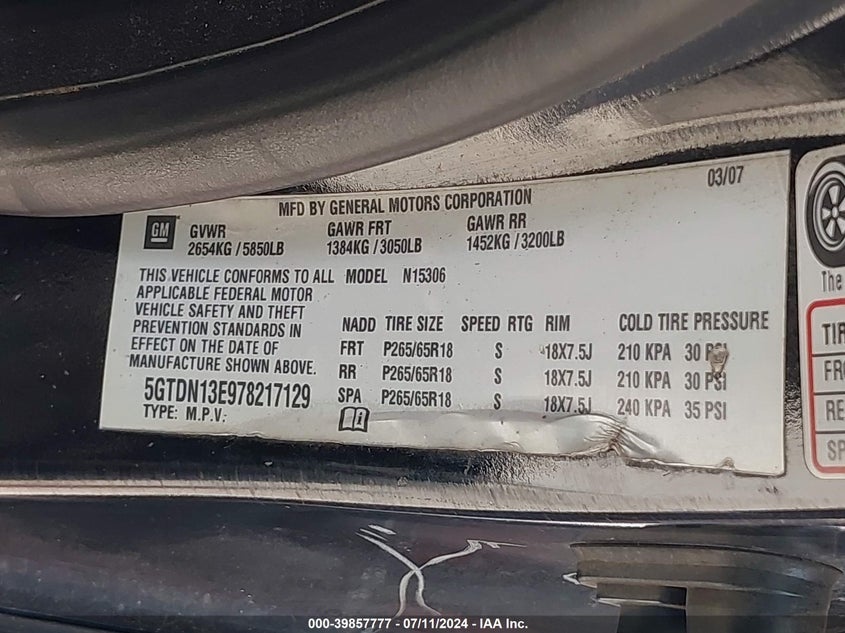 MFD BY GENERAL MOTORS CORPORATION
03/07
GM
GVWR GAWR FRT GAWR RR
2654KG / 5850LB 1384KG / 3050LB 1452KG / 3200LB
THIS VEHICLE CONFORMS TO ALL MODEL N15306
APPLICABLE FEDERAL MOTOR
VEHICLE SAFETY AND THEFT
PREVENTION STANDARDS IN
EFFECT ON THE DATE OF
MANUFACTURE SHOWN ABOVE.
5GTDN13E978217129
TYPE: M.P.V.
NADD TIRE SIZE SPEED RTG RIM COLD TIRE PRESSURE
FRT P265/65R18 S 18X7.5J 210 KPA 30 PSI
RR P265/65R18 S 18X7.5J 210 KPA 30 PSI
SPA P265/65R18 S 18X7.5J 240 KPA 35 PSI
The
000-39857777 - 07/11/2024 - IAA Inc.